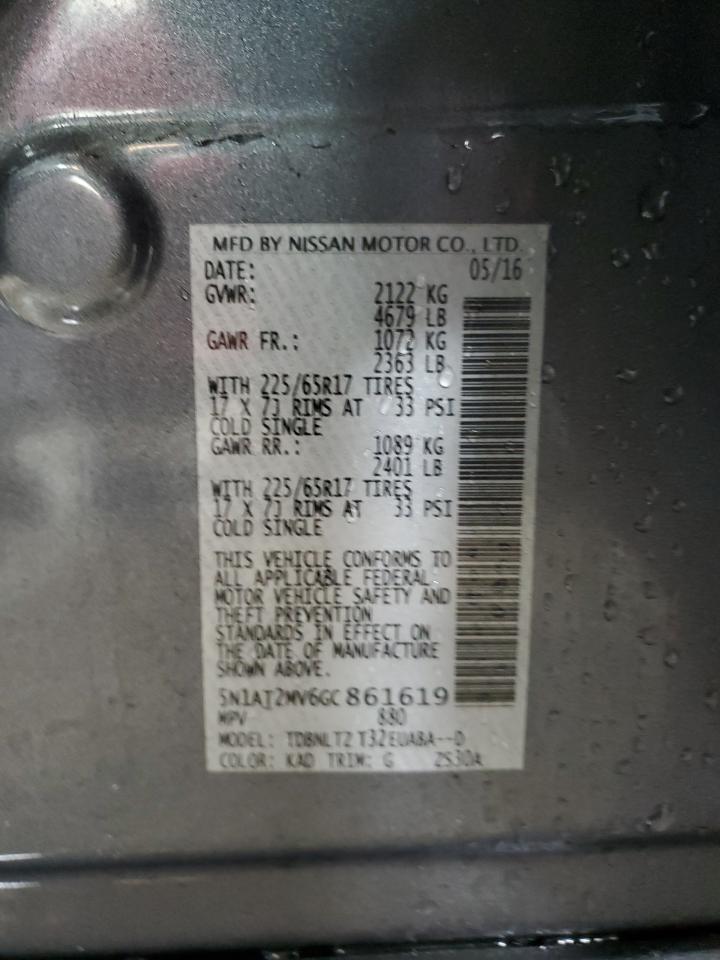 MFD BY NISSAN MOTOR CO., LTD.
DATE: 05/16
GVWR: 2122 KG
4679 LB
GAWR FR.: 1072 KG
2363 LB
WITH 225/65R17 TIRES
17 X 7J RIMS AT 33 PSI
COLD SINGLE
GAWR RR.: 1089 KG
2401 LB
WITH 225/65R17 TIRES
17 X 7J RIMS AT 33 PSI
COLD SINGLE
THIS VEHICLE CONFORMS TO
ALL APPLICABLE FEDERAL
MOTOR VEHICLE SAFETY AND
THEFT PREVENTION
STANDARDS IN EFFECT ON
THE DATE OF MANUFACTURE
SHOWN ABOVE.
5N1AT2MV6GC861619
MPV 880
MODEL: TDBNLTZ T32EUABA--D
COLOR: KAD TRIM: G 2S30A